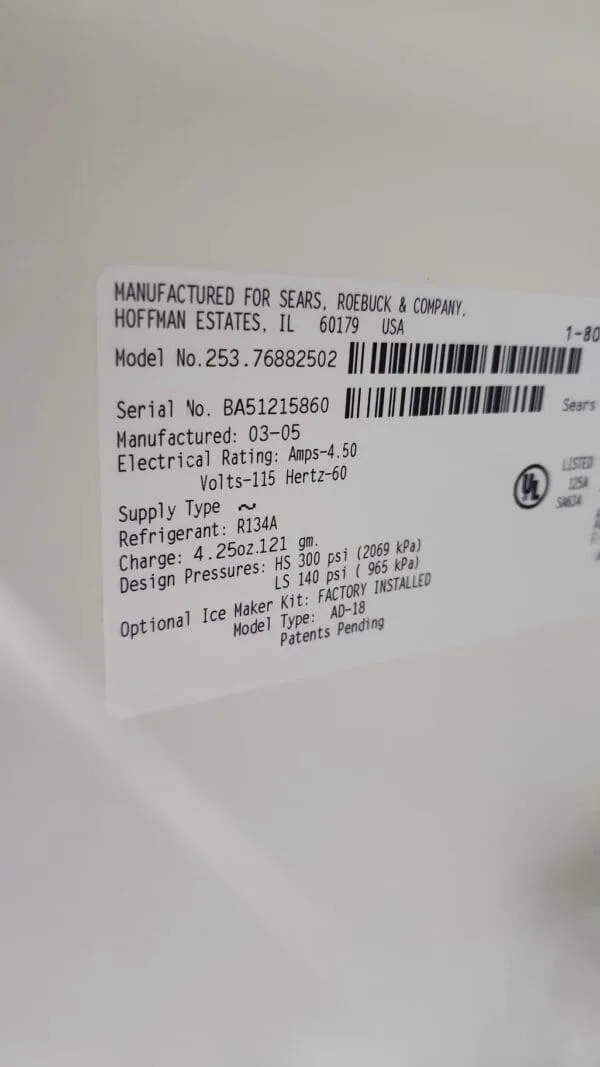 MANUFACTURED FOR SEARS, ROEBUCK & COMPANY,
HOFFMAN ESTATES, IL 60179 USA
1-80
Model No.253.76882502
Serial No. BA51215860
Sears
Manufactured: 03-05
Electrical Rating: Amps-4.50
Volts-115 Hertz-60
UL
LISTED
125A
Supply Type ~
Refrigerant: R134A
Charge: 4.25oz.121 gm.
Design Pressures: HS 300 psi (2069 kPa)
LS 140 psi ( 965 kPa)
Optional Ice Maker Kit: FACTORY INSTALLED
Model Type: AD-18
Patents Pending